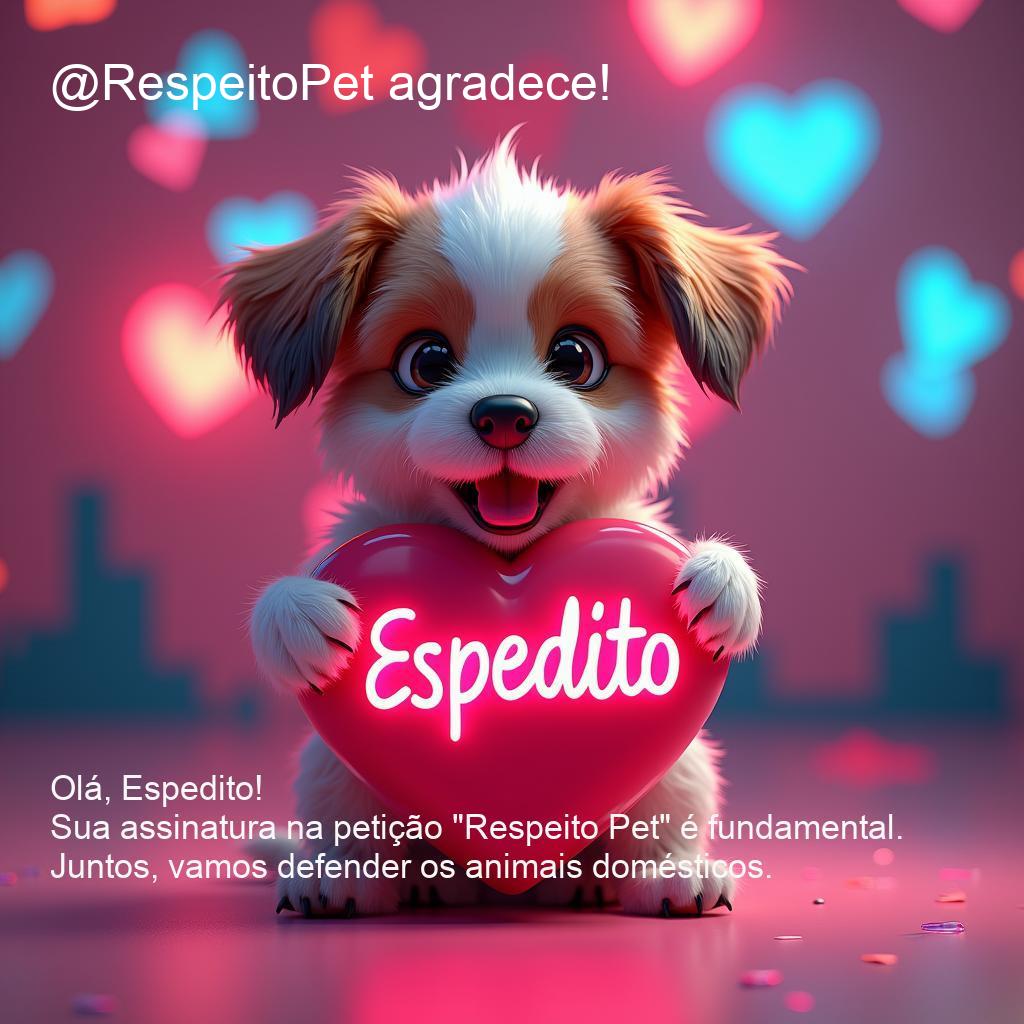 @RespeitoPet agradece!
Espedito
Olá, Espedito!
Sua assinatura na petição "Respeito Pet" é fundamental.
Juntos, vamos defender os animais domésticos.